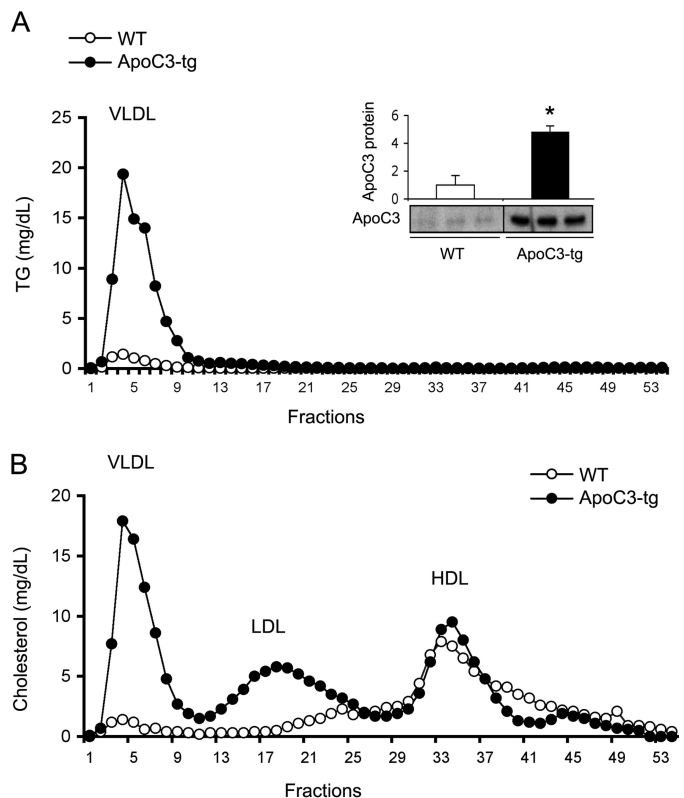 A
WT
ApoC3-tg
VLDL
TG (mg/dL)
25
20
15
10
5
0
1 5 9 13 17 21 25 29 33 37 41 45 49 53
Fractions
ApoC3 protein
6
4
2
0
*
ApoC3
WT ApoC3-tg
B
VLDL
WT
ApoC3-tg
LDL
HDL
Cholesterol (mg/dL)
20
15
10
5
0
1 5 9 13 17 21 25 29 33 37 41 45 49 53
Fractions